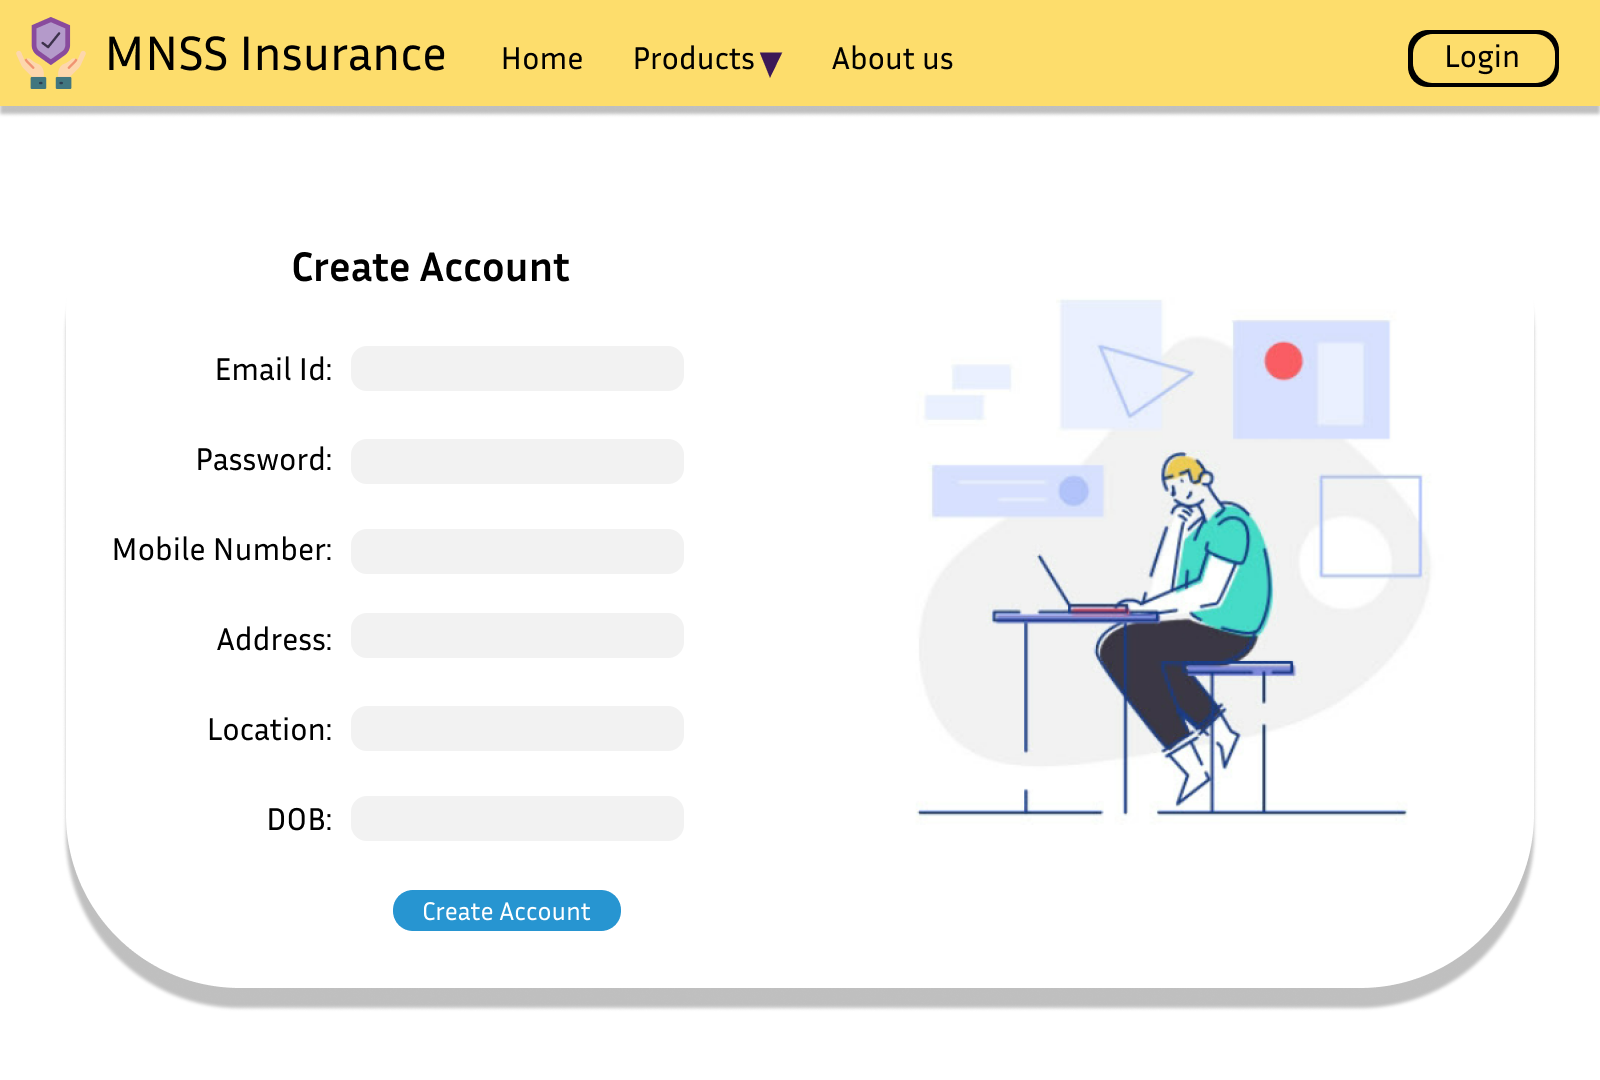 MNSS Insurance Home Products About us Login
Create Account
Email Id:
Password:
Mobile Number:
Address:
Location:
DOB:
Create Account